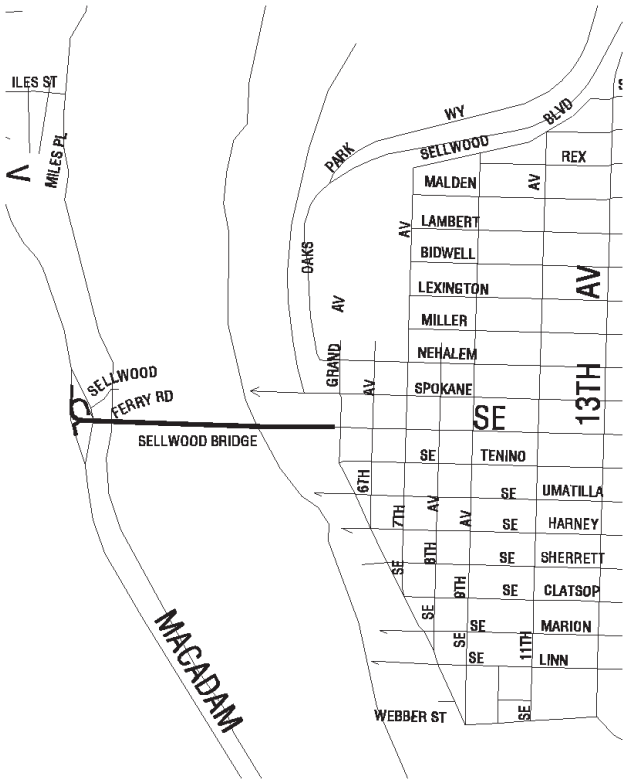 ILES ST
MILES PL
V
PARK
WY
SELLWOOD
BLVD
S
REX
MALDEN
AV
LAMBERT
AV
BIDWELL
OAKS
LEXINGTON
AV
AV
MILLER
NEHALEM
GRAND
AV
SPOKANE
13TH
SELLWOOD
FERRY RD
SE
SELLWOOD BRIDGE
SE TENINO
6TH
SE UMATILLA
7TH
AV
AV
SE HARNEY
8TH
SE SHERRETT
SE
9TH
SE CLATSOP
SE
SE MARION
SE
11TH
SE LINN
MACADAM
WEBBER ST
SE